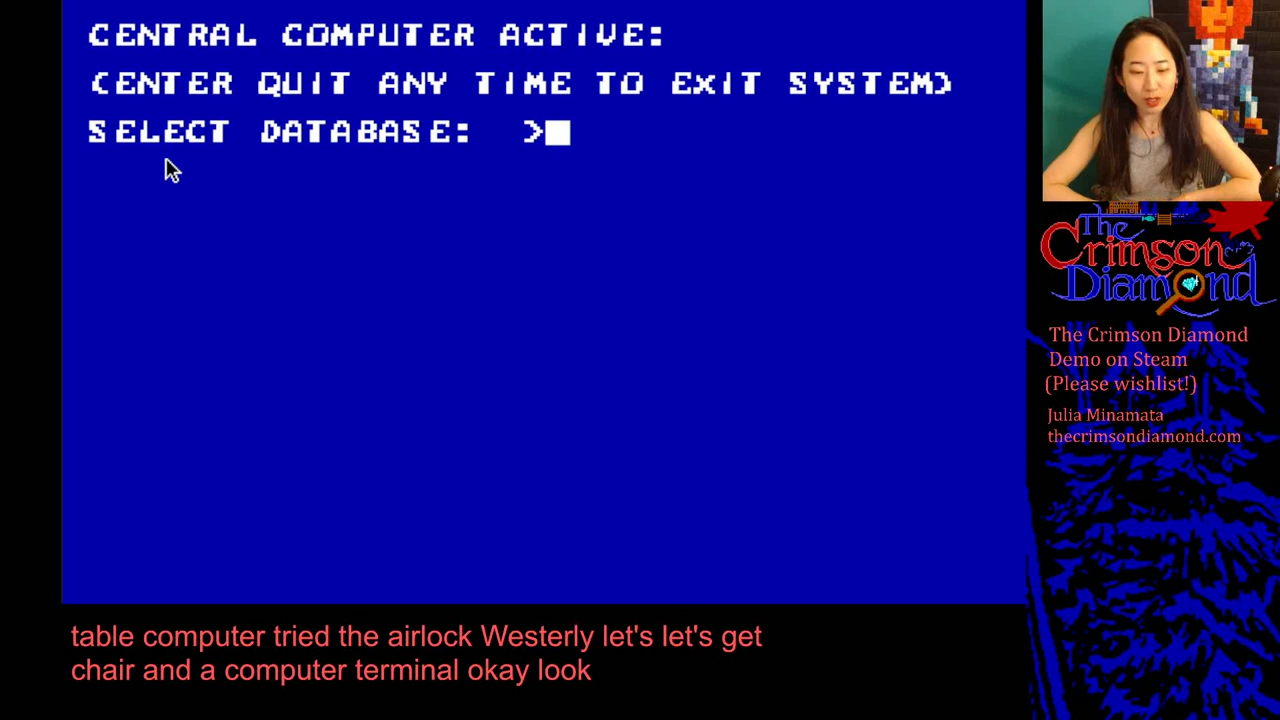 CENTRAL COMPUTER ACTIVE:
(ENTER QUIT ANY TIME TO EXIT SYSTEM)
SELECT DATABASE: >
The
Crimson
Diamond
The Crimson Diamond
Demo on Steam
(Please wishlist!)
Julia Minamata
thecrimsondiamond.com
table computer tried the airlock Westerly let's let's get
chair and a computer terminal okay look